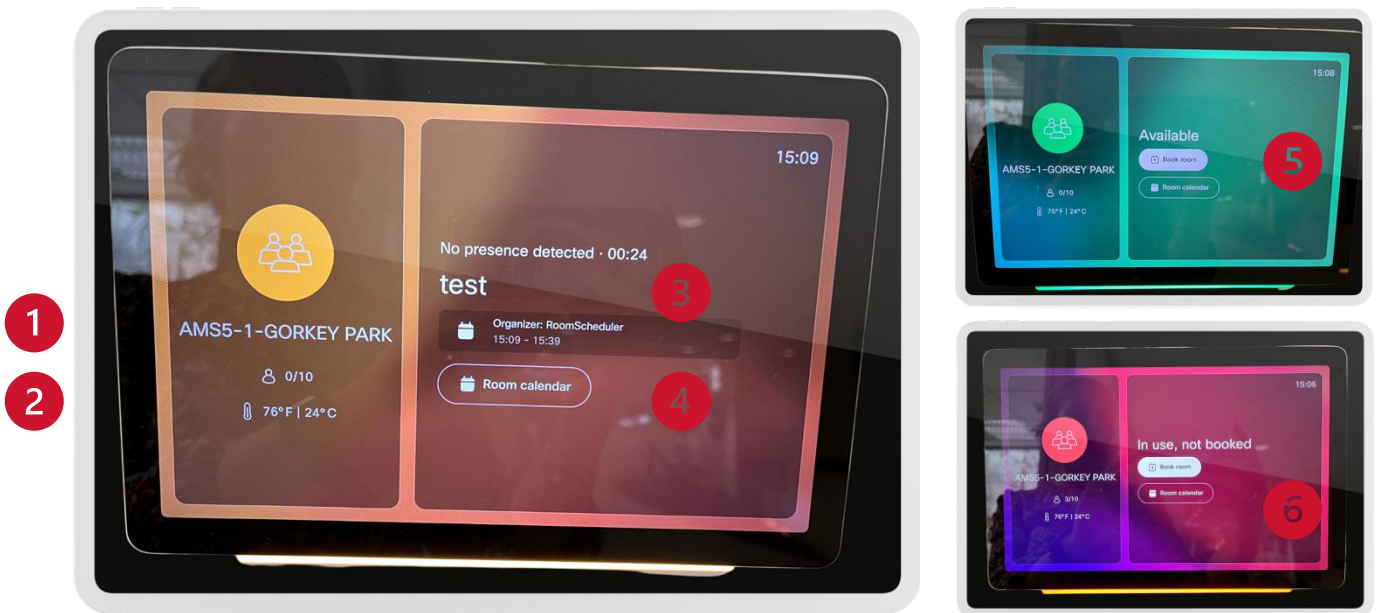 1
2
15:09
No presence detected · 00:24
test
3
Organizer: RoomScheduler
15:09 - 15:39
Room calendar
4
AMS5-1-GORKEY PARK
0/10
76°F | 24°C
15:08
Available
Book room
Room calendar
5
AMS5-1-GORKEY PARK
0/10
76°F | 24°C
15:06
In use, not booked
Book room
Room calendar
6
AMS5-1-GORKEY PARK
3/10
76°F | 24°C